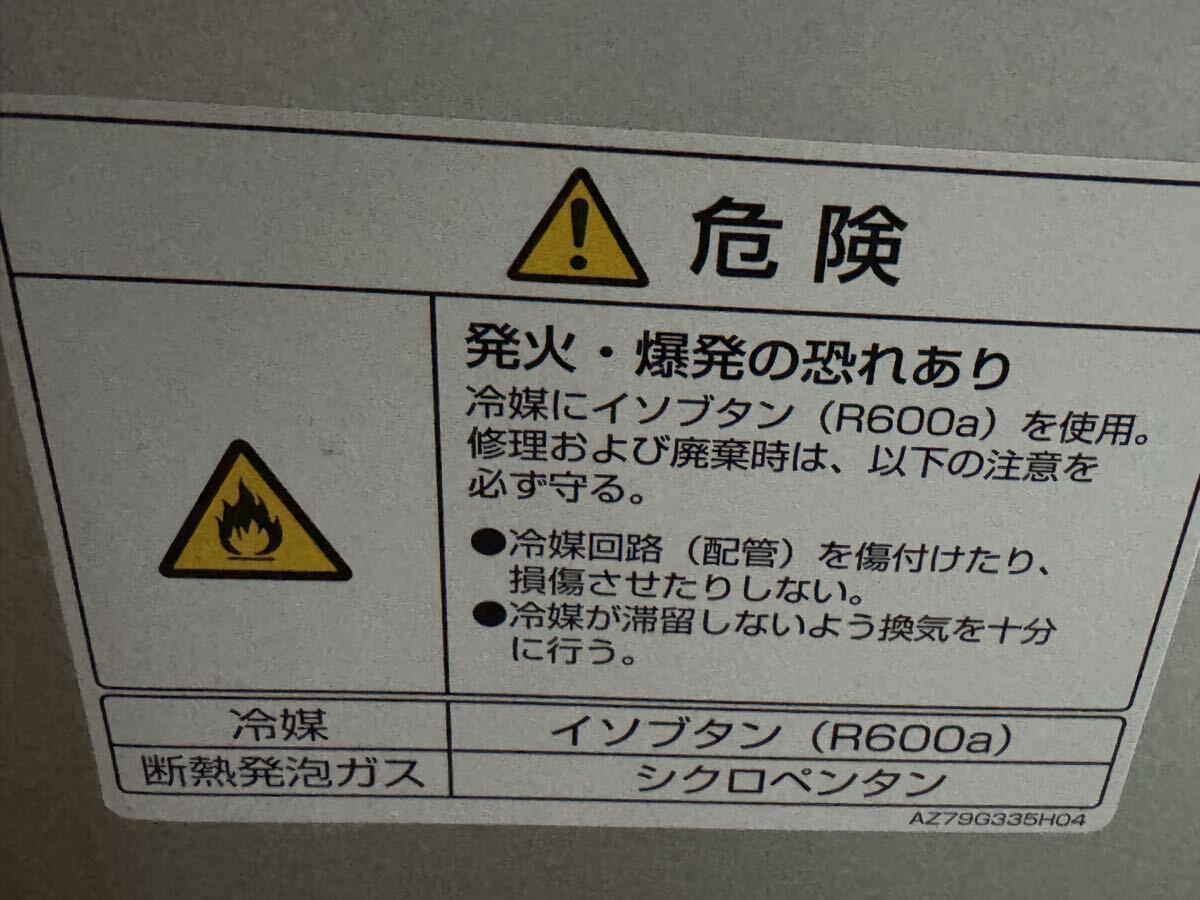 危険
発火・爆発の恐れあり
冷媒にイソブタン（R600a）を使用。
修理および廃棄時は、以下の注意を
必ず守る。
●冷媒回路（配管）を傷付けたり、
損傷させたりしない。
●冷媒が滞留しないよう換気を十分
に行う。
冷媒 イソブタン（R600a）
断熱発泡ガス シクロペンタン
AZ79G335H04